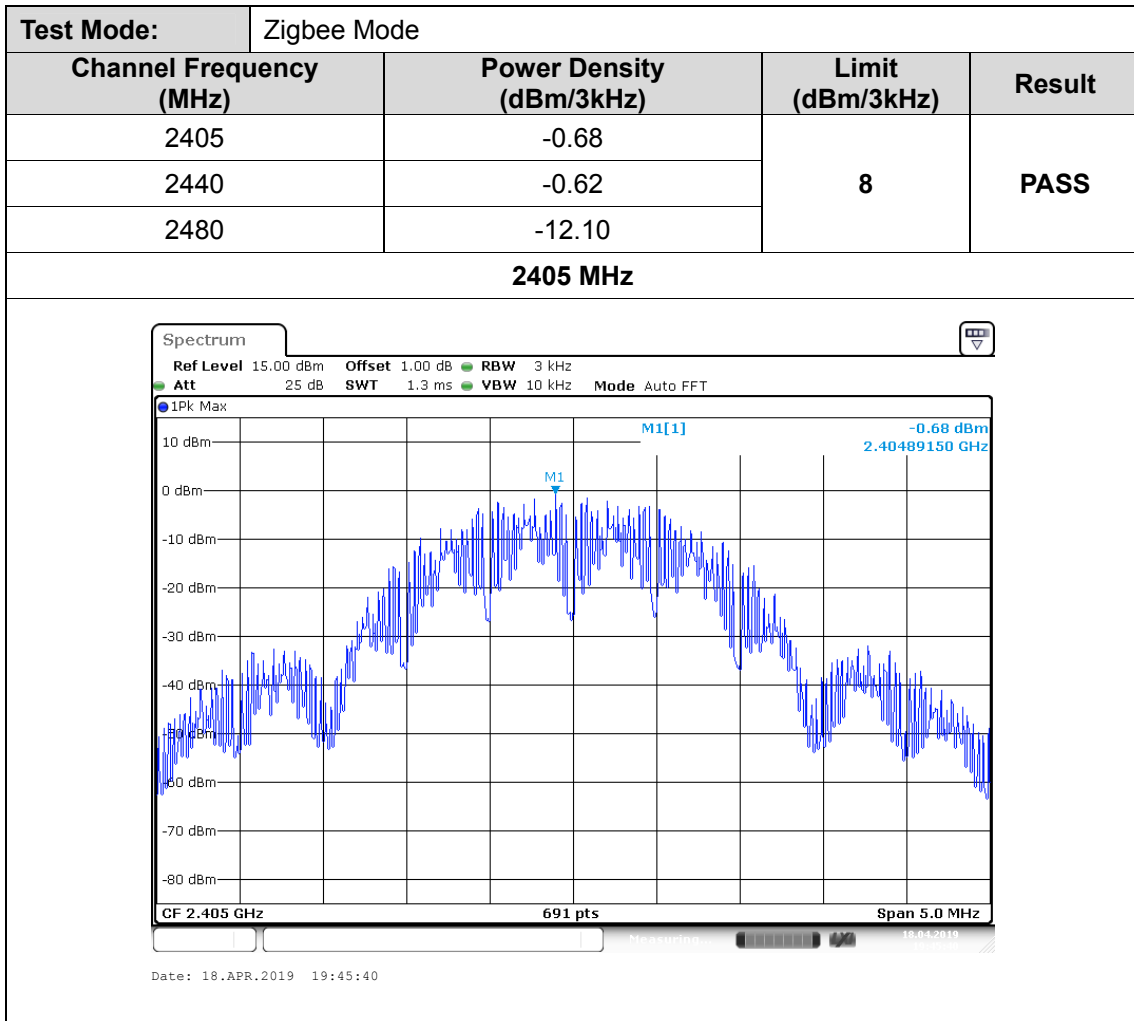 Test Mode: Zigbee Mode
Channel Frequency (MHz) Power Density (dBm/3kHz) Limit (dBm/3kHz) Result
2405 -0.68
2440 -0.62 8 PASS
2480 -12.10
2405 MHz
Spectrum
Ref Level 15.00 dBm Offset 1.00 dB RBW 3 kHz
Att 25 dB SWT 1.3 ms VBW 10 kHz Mode Auto FFT
1Pk Max
M1[1] -0.68 dBm
2.40489150 GHz
10 dBm
M1
0 dBm
-10 dBm
-20 dBm
-30 dBm
-40 dBm
-50 dBm
-60 dBm
-70 dBm
-80 dBm
CF 2.405 GHz 691 pts Span 5.0 MHz
Measuring... 18.04.2019
Date: 18.APR.2019 19:45:40